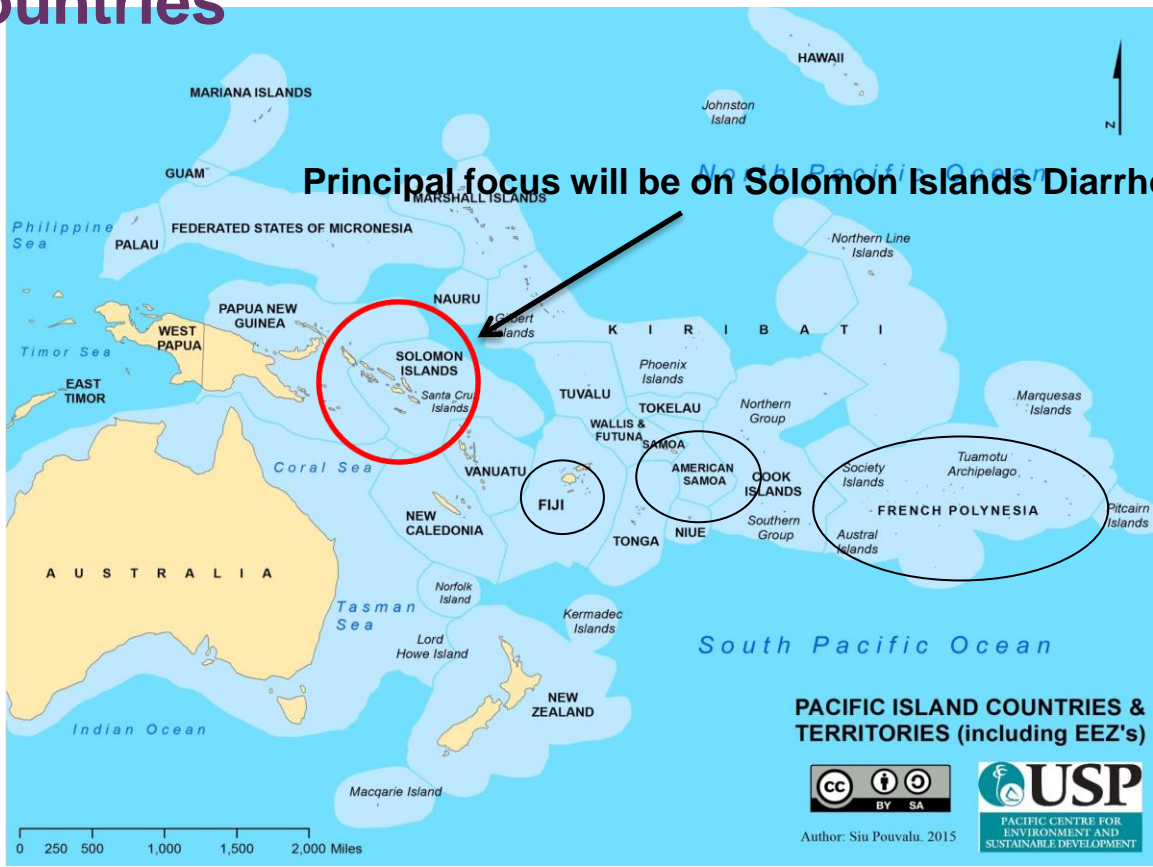 ountries
HAWAII
MARIANA ISLANDS
Johnston
Island
N
GUAM
North Pacific Ocean
Principal focus will be on Solomon Islands Diarrh
MARSHALL ISLANDS
Philippine
Sea
PALAU
FEDERATED STATES OF MICRONESIA
Northern Line
Islands
NAURU
Gilbert
Islands
PAPUA NEW
GUINEA
WEST
PAPUA
KIRIBATI
Timor Sea
SOLOMON
ISLANDS
Phoenix
Islands
EAST
TIMOR
Santa Cruz
Islands
TUVALU
TOKELAU
Northern
Group
Marquesas
Islands
WALLIS &
FUTUNA
SAMOA
Coral Sea
VANUATU
AMERICAN
SAMOA
COOK
ISLANDS
Society
Islands
Tuamotu
Archipelago
FIJI
NEW
CALEDONIA
TONGA
NIUE
Southern
Group
FRENCH POLYNESIA
Austral
Islands
Pitcairn
Islands
AUSTRALIA
Norfolk
Island
Tasman
Sea
Kermadec
Islands
Lord
Howe Island
South Pacific Ocean
NEW
ZEALAND
Indian Ocean
Macqarie Island
PACIFIC ISLAND COUNTRIES &
TERRITORIES (including EEZ's)
cc BY SA
USP
PACIFIC CENTRE FOR
ENVIRONMENT AND
SUSTAINABLE DEVELOPMENT
Author: Siu Pouvalu. 2015
0 250 500 1,000 1,500 2,000 Miles